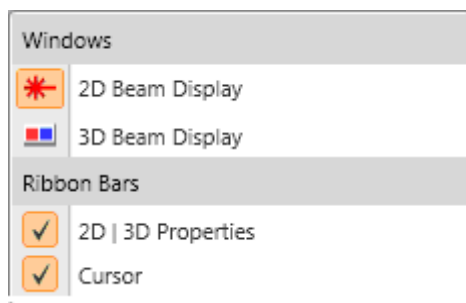 Windows
2D Beam Display
3D Beam Display
Ribbon Bars
2D | 3D Properties
Cursor